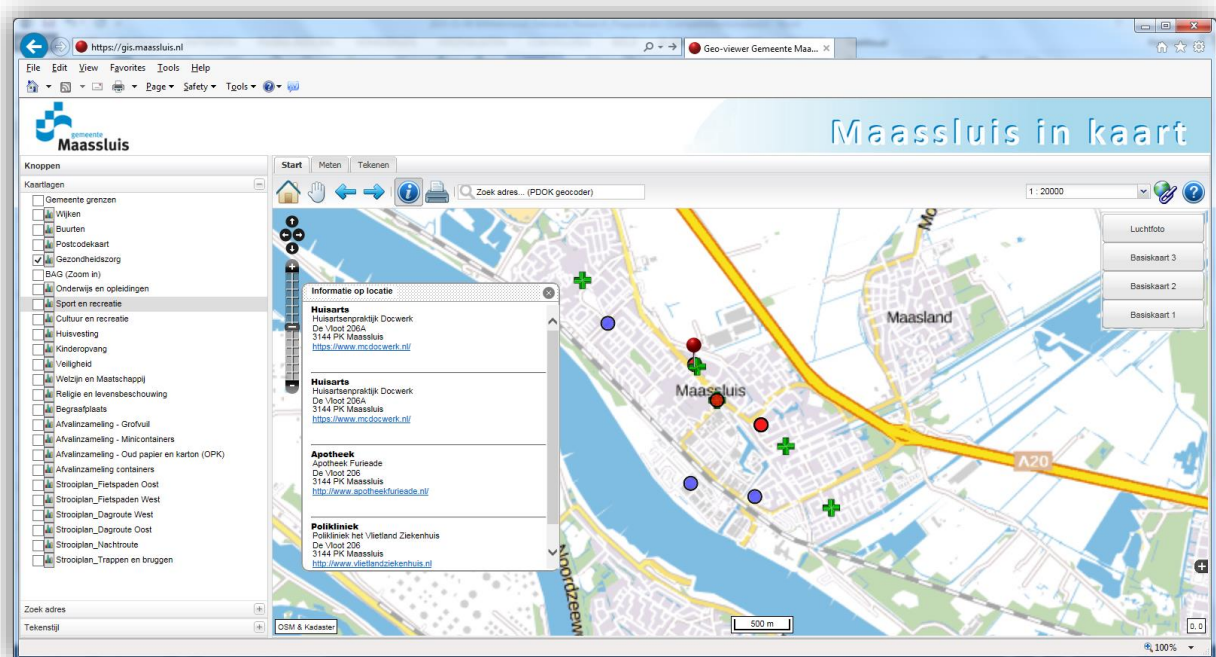 https://gis.maassluis.nl
Geo-viewer Gemeente Maa...
File Edit View Favorites Tools Help
Page Safety Tools
gemeente
Maassluis
Maassluis in kaart
Knoppen
Start Meten Tekenen
Kaartlagen
Zoek adres... (PDOK geocoder)
1 : 20000
Gemeente grenzen
Wijken
Buurten
Postcodekaart
Gezondheidszorg
BAG (Zoom in)
Onderwijs en opleidingen
Sport en recreatie
Cultuur en recreatie
Huisvesting
Kinderopvang
Veiligheid
Welzijn en Maatschappij
Religie en levensbeschouwing
Begraafplaats
Afvalinzameling - Grofvuil
Afvalinzameling - Minicontainers
Afvalinzameling - Oud papier en karton (OPK)
Afvalinzameling containers
Strooiplan_Fietspaden Oost
Strooiplan_Fietspaden West
Strooiplan_Dagroute West
Strooiplan_Dagroute Oost
Strooiplan_Nachtroute
Strooiplan_Trappen en bruggen
Zoek adres
Tekenstijl
Informatie op locatie
Huisarts
Huisartsenpraktijk Docwerk
De Vloot 206A
3144 PK Maassluis
https://www.mcdocwerk.nl/
Huisarts
Huisartsenpraktijk Docwerk
De Vloot 206A
3144 PK Maassluis
https://www.mcdocwerk.nl/
Apotheek
Apotheek Furieade
De Vloot 206
3144 PK Maassluis
http://www.apotheekfurieade.nl/
Polikliniek
Polikliniek het Vlietland Ziekenhuis
De Vloot 206
3144 PK Maassluis
http://www.vlietlandziekenhuis.nl
Luchtfoto
Basiskaart 3
Basiskaart 2
Basiskaart 1
Maasland
Maassluis
A20
OSM & Kadaster
500 m
0, 0
100%